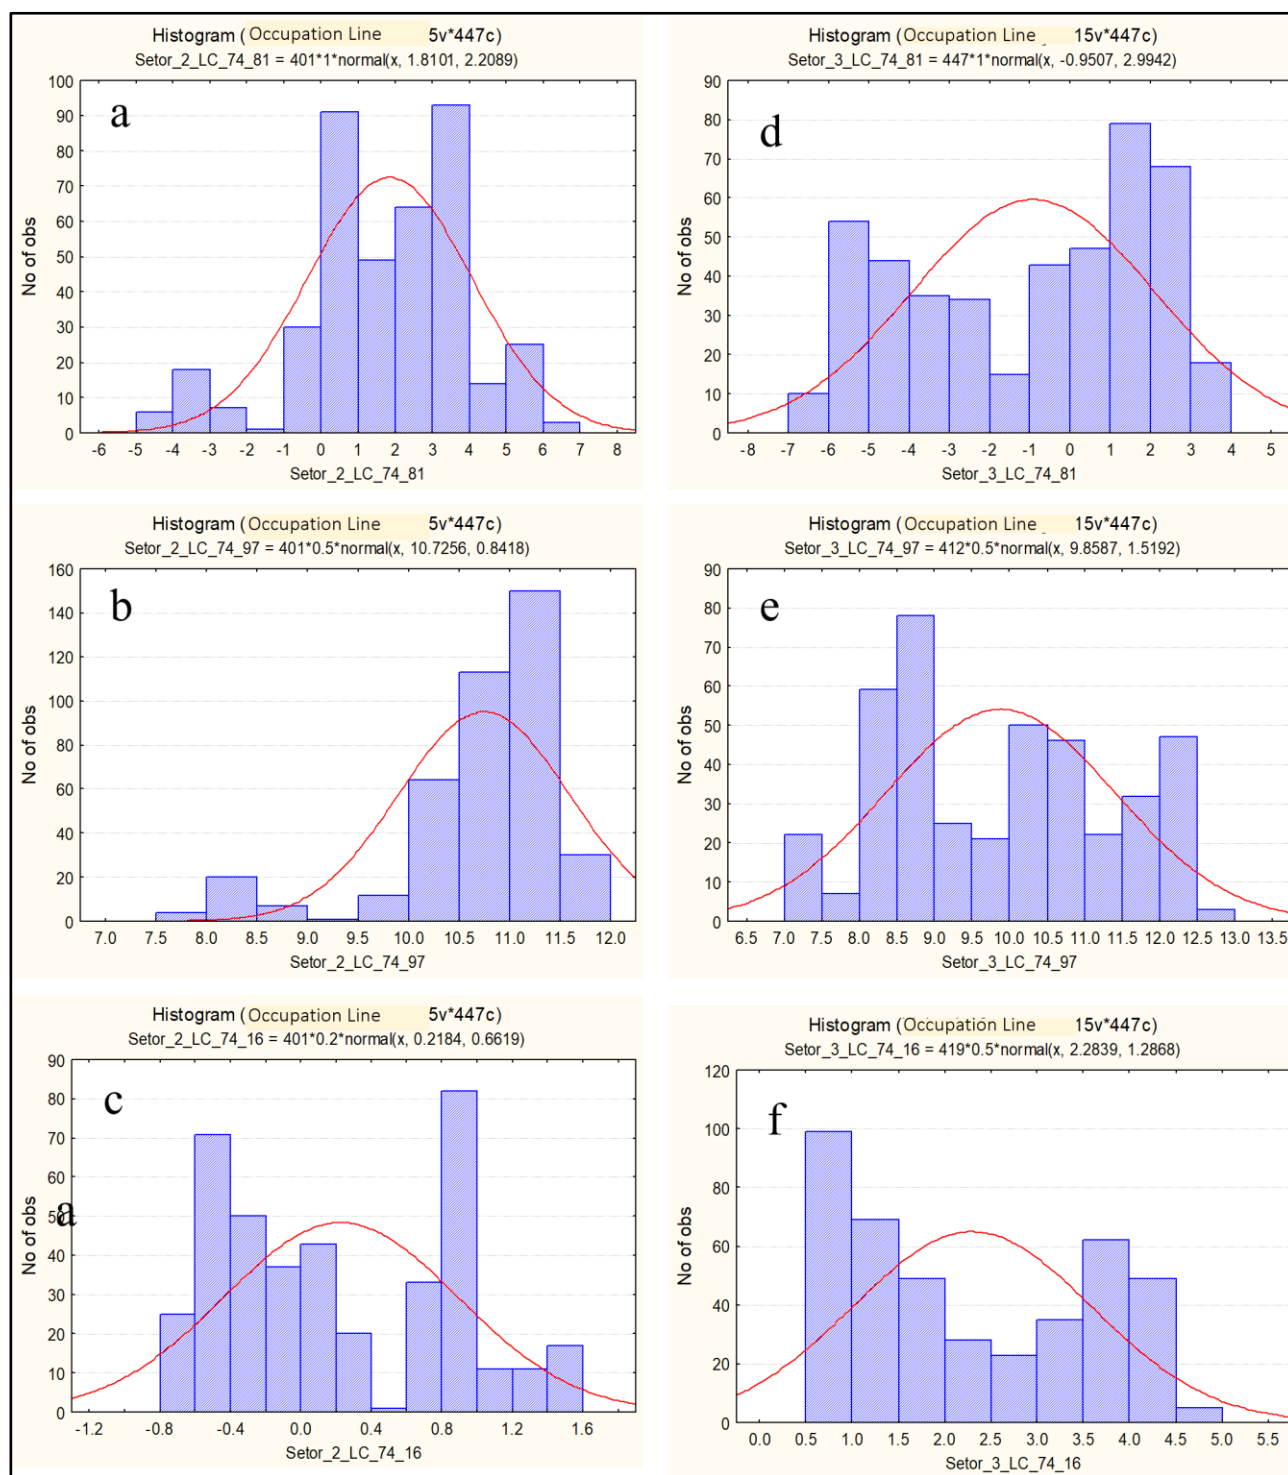 Histogram (Occupation Line 5v*447c)
Setor_2_LC_74_81 = 401*1*normal(x, 1.8101, 2.2089)
a
No of obs
100
90
80
70
60
50
40
30
20
10
0
-6 -5 -4 -3 -2 -1 0 1 2 3 4 5 6 7 8
Setor_2_LC_74_81
Histogram (Occupation Line 15v*447c)
Setor_3_LC_74_81 = 447*1*normal(x, -0.9507, 2.9942)
d
No of obs
90
80
70
60
50
40
30
20
10
0
-8 -7 -6 -5 -4 -3 -2 -1 0 1 2 3 4 5
Setor_3_LC_74_81
Histogram (Occupation Line 5v*447c)
Setor_2_LC_74_97 = 401*0.5*normal(x, 10.7256, 0.8418)
b
No of obs
160
140
120
100
80
60
40
20
0
7.0 7.5 8.0 8.5 9.0 9.5 10.0 10.5 11.0 11.5 12.0
Setor_2_LC_74_97
Histogram (Occupation Line 15v*447c)
Setor_3_LC_74_97 = 412*0.5*normal(x, 9.8587, 1.5192)
e
No of obs
90
80
70
60
50
40
30
20
10
0
6.5 7.0 7.5 8.0 8.5 9.0 9.5 10.0 10.5 11.0 11.5 12.0 12.5 13.0 13.5
Setor_3_LC_74_97
Histogram (Occupation Line 5v*447c)
Setor_2_LC_74_16 = 401*0.2*normal(x, 0.2184, 0.6619)
c
a
No of obs
90
80
70
60
50
40
30
20
10
0
-1.2 -0.8 -0.4 0.0 0.4 0.8 1.2 1.6
Setor_2_LC_74_16
Histogram (Occupation Line 15v*447c)
Setor_3_LC_74_16 = 419*0.5*normal(x, 2.2839, 1.2868)
f
No of obs
120
100
80
60
40
20
0
0.0 0.5 1.0 1.5 2.0 2.5 3.0 3.5 4.0 4.5 5.0 5.5
Setor_3_LC_74_16